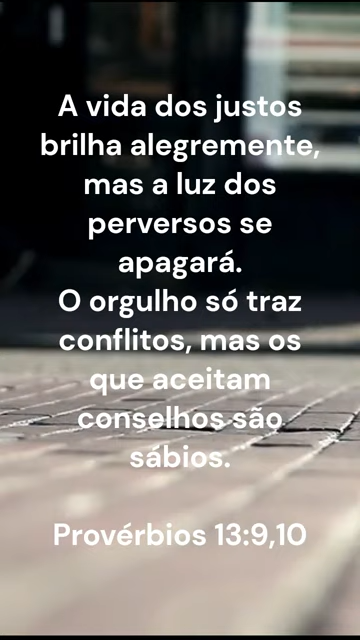 A vida dos justos
brilha alegremente,
mas a luz dos
perversos se
apagará.
O orgulho só traz
conflitos, mas os
que aceitam
conselhos são
sábios.
Provérbios 13:9,10